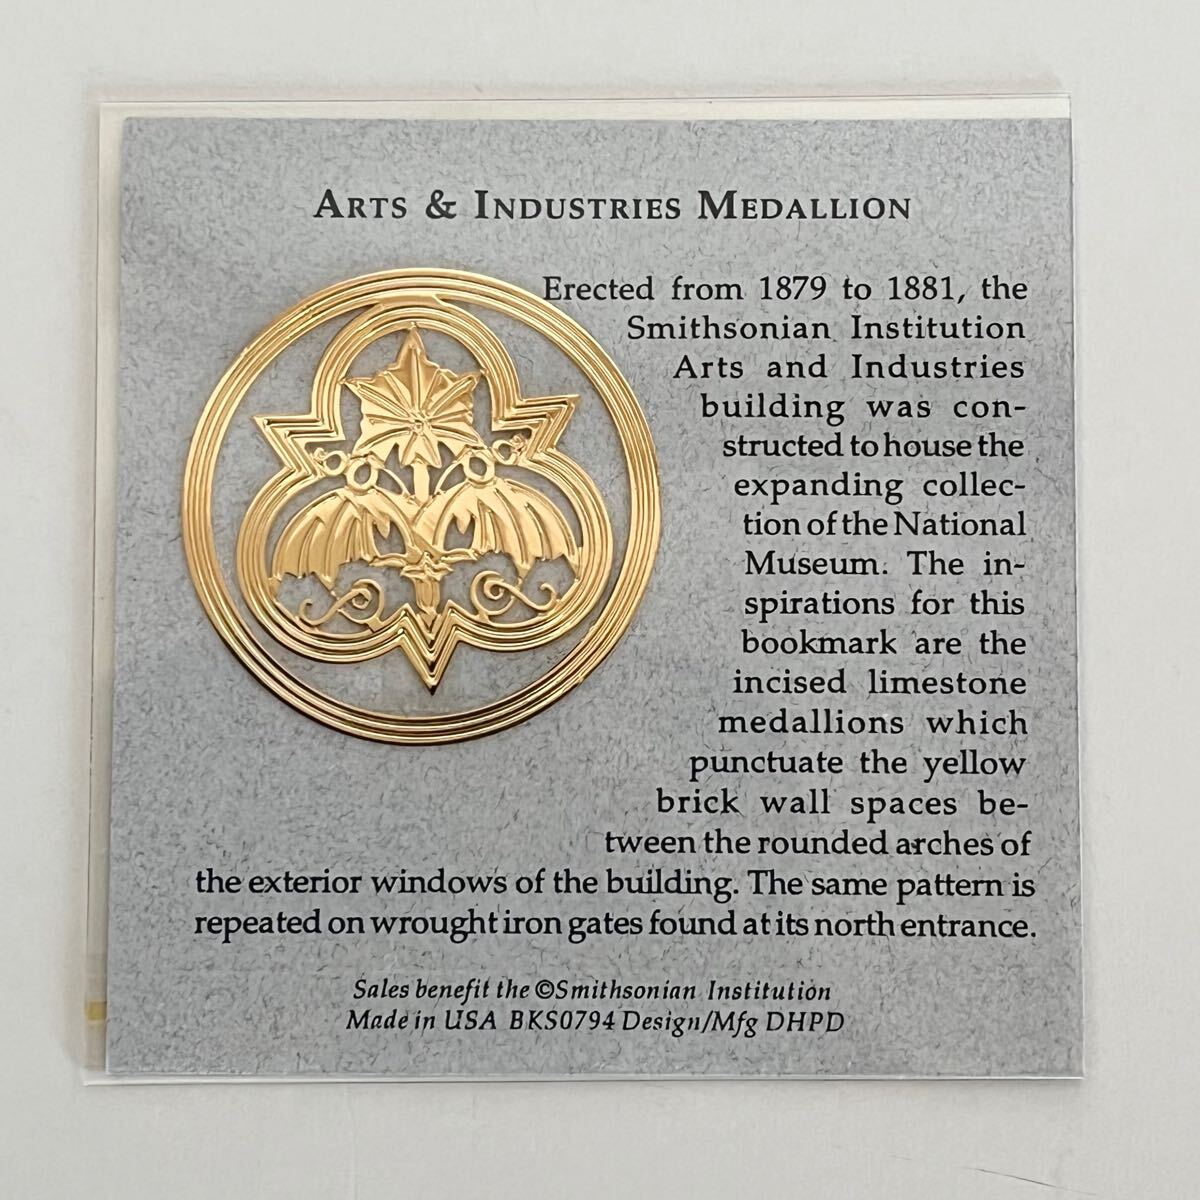 ARTS & INDUSTRIES MEDALLION
Erected from 1879 to 1881, the
Smithsonian Institution
Arts and Industries
building was con-
structed to house the
expanding collec-
tion of the National
Museum. The in-
spirations for this
bookmark are the
incised limestone
medallions which
punctuate the yellow
brick wall spaces be-
tween the rounded arches of
the exterior windows of the building. The same pattern is
repeated on wrought iron gates found at its north entrance.
Sales benefit the ©Smithsonian Institution
Made in USA BKS0794 Design/Mfg DHPD